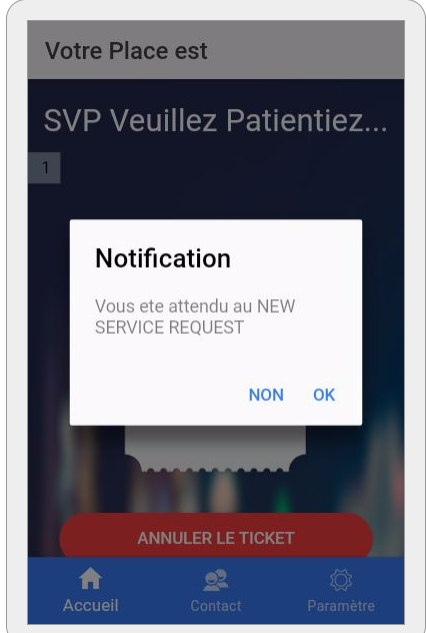 Votre Place est
SVP Veuillez Patientiez...
1
Notification
Vous ete attendu au NEW
SERVICE REQUEST
NON OK
ANNULER LE TICKET
Accueil Contact Paramètre